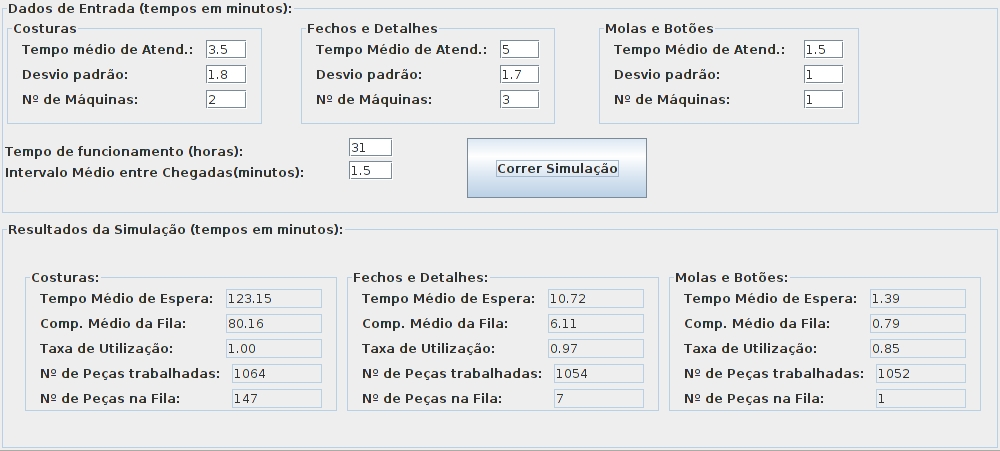 Dados de Entrada (tempos em minutos):
Costuras
Tempo médio de Atend.: 3.5
Desvio padrão: 1.8
Nº de Máquinas: 2
Fechos e Detalhes
Tempo Médio de Atend.: 5
Desvio padrão: 1.7
Nº de Máquinas: 3
Molas e Botões
Tempo Médio de Atend.: 1.5
Desvio padrão: 1
Nº de Máquinas: 1
Tempo de funcionamento (horas): 31
Intervalo Médio entre Chegadas(minutos): 1.5
Correr Simulação
Resultados da Simulação (tempos em minutos):
Costuras:
Tempo Médio de Espera: 123.15
Comp. Médio da Fila: 80.16
Taxa de Utilização: 1.00
Nº de Peças trabalhadas: 1064
Nº de Peças na Fila: 147
Fechos e Detalhes:
Tempo Médio de Espera: 10.72
Comp. Médio da Fila: 6.11
Taxa de Utilização: 0.97
Nº de Peças trabalhadas: 1054
Nº de Peças na Fila: 7
Molas e Botões:
Tempo Médio de Espera: 1.39
Comp. Médio da Fila: 0.79
Taxa de Utilização: 0.85
Nº de Peças trabalhadas: 1052
Nº de Peças na Fila: 1